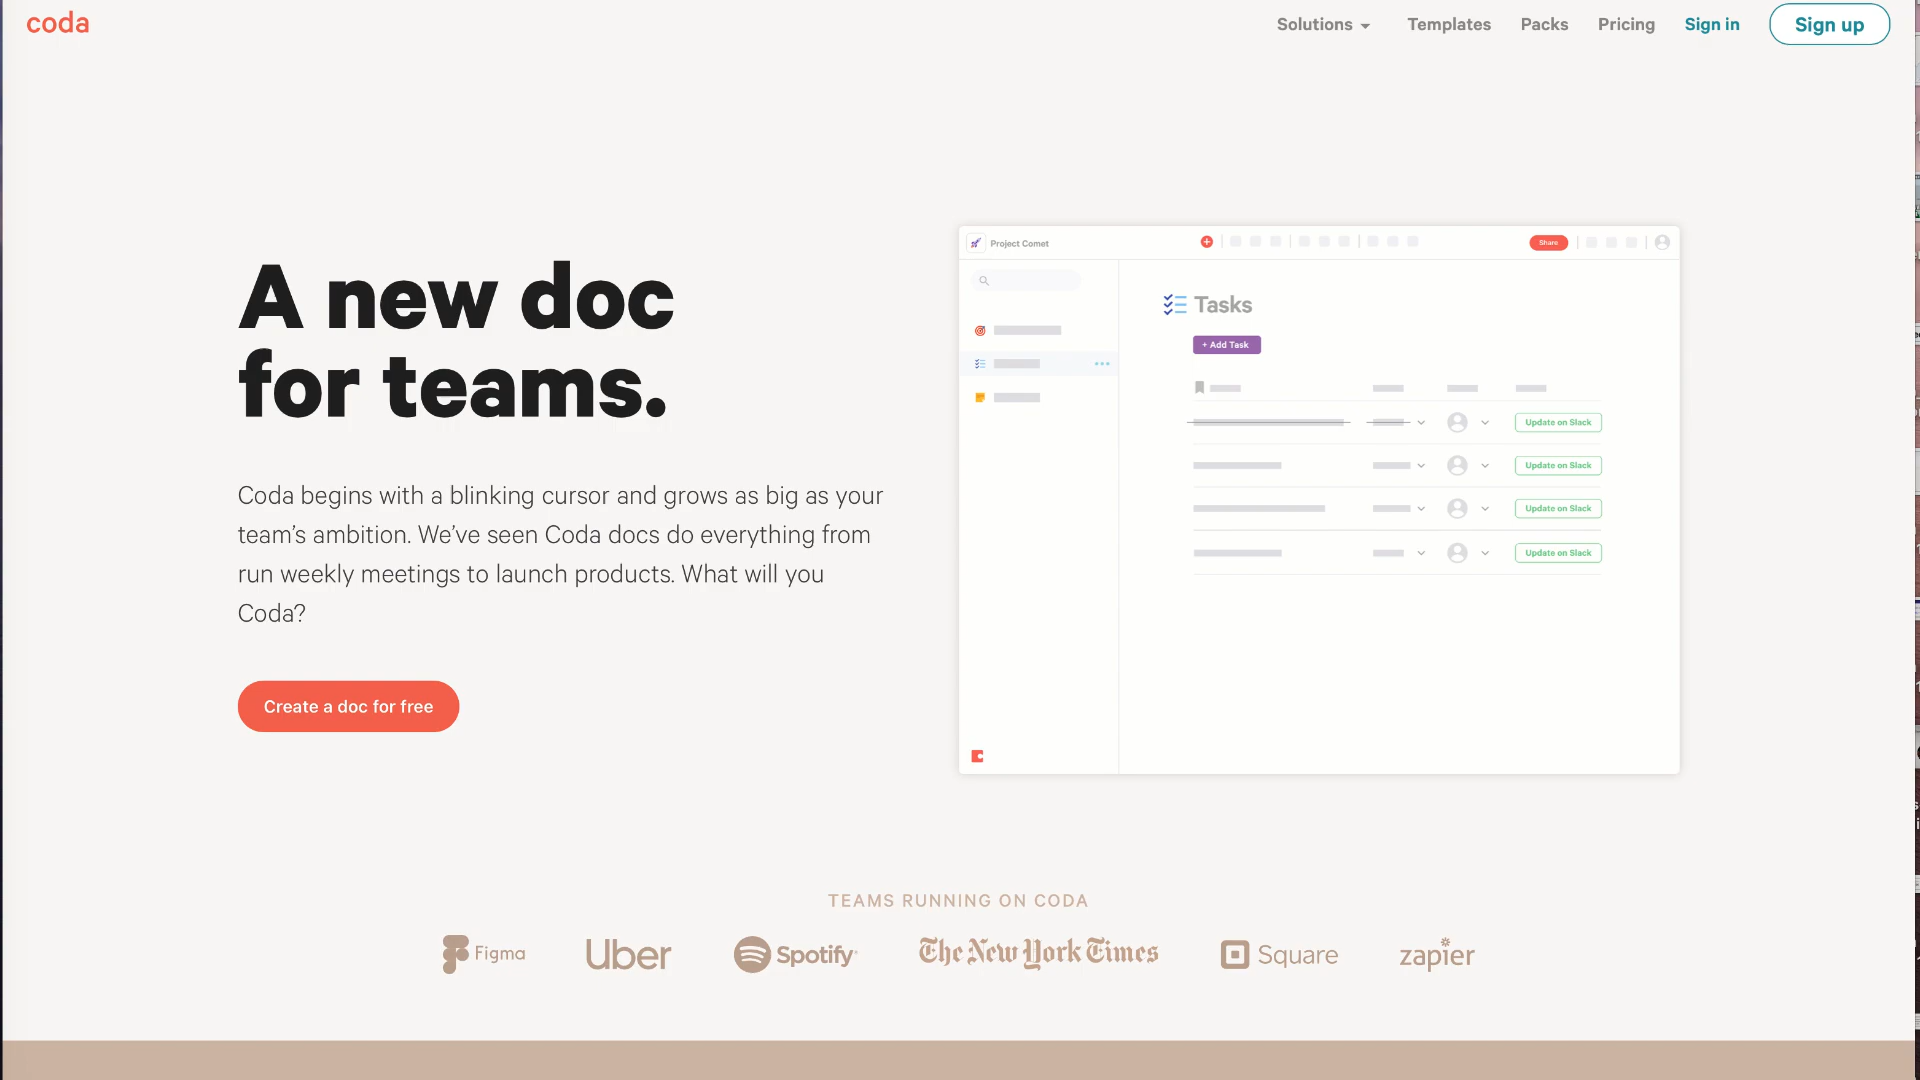 coda
Solutions
Templates
Packs
Pricing
Sign in
Sign up
A new doc
for teams.
Coda begins with a blinking cursor and grows as big as your
team’s ambition. We’ve seen Coda docs do everything from
run weekly meetings to launch products. What will you
Coda?
Create a doc for free
Project Comet
Share
Tasks
+ Add Task
Update on Slack
Update on Slack
Update on Slack
Update on Slack
TEAMS RUNNING ON CODA
Figma
Uber
Spotify
The New York Times
Square
zapier